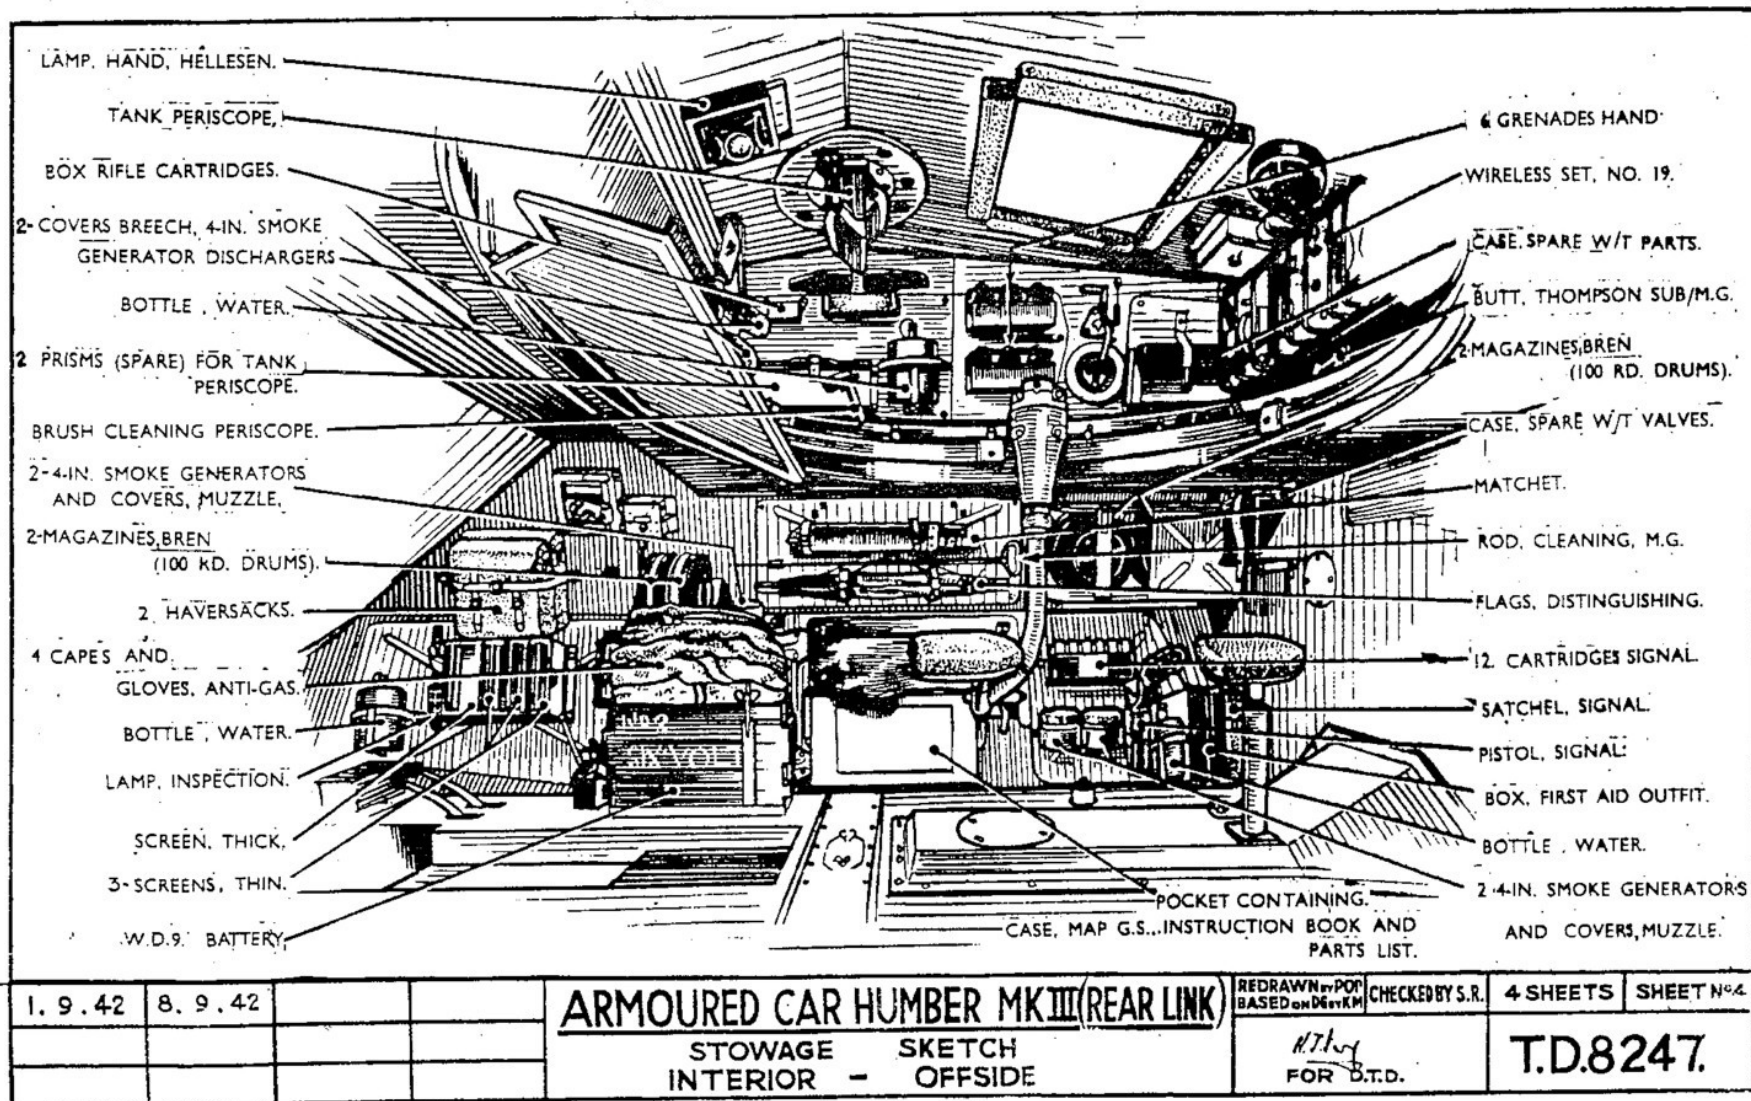 LAMP, HAND, HELLESEN.
TANK PERISCOPE,
BOX RIFLE CARTRIDGES.
2-COVERS BREECH, 4-IN. SMOKE
GENERATOR DISCHARGERS
BOTTLE, WATER.
2 PRISMS (SPARE) FOR TANK
PERISCOPE.
BRUSH CLEANING PERISCOPE.
2-4-IN. SMOKE GENERATORS
AND COVERS, MUZZLE,
2-MAGAZINES, BREN
(100 RD. DRUMS).
2 HAVERSACKS.
4 CAPES AND
GLOVES, ANTI-GAS.
BOTTLE, WATER.
LAMP, INSPECTION.
SCREEN, THICK,
3-SCREENS, THIN.
W.D.9. BATTERY,
6 GRENADES HAND
WIRELESS SET, NO. 19.
CASE, SPARE W/T PARTS.
BUTT, THOMPSON SUB/M.G.
2-MAGAZINES, BREN
(100 RD. DRUMS).
CASE, SPARE W/T VALVES.
MATCHET.
ROD, CLEANING, M.G.
FLAGS, DISTINGUISHING.
12. CARTRIDGES SIGNAL.
SATCHEL, SIGNAL.
PISTOL, SIGNAL.
BOX, FIRST AID OUTFIT.
BOTTLE, WATER.
2-4-IN. SMOKE GENERATORS
AND COVERS, MUZZLE.
POCKET CONTAINING.
CASE, MAP G.S., INSTRUCTION BOOK AND
PARTS LIST.
1.9.42 8.9.42
ARMOURED CAR HUMBER MK III (REAR LINK)
STOWAGE SKETCH
INTERIOR - OFFSIDE
REDRAWN BY POP
BASED ON DG BY KM
CHECKED BY S.R.
FOR D.T.D.
4 SHEETS SHEET No. 4
T.D.8247.